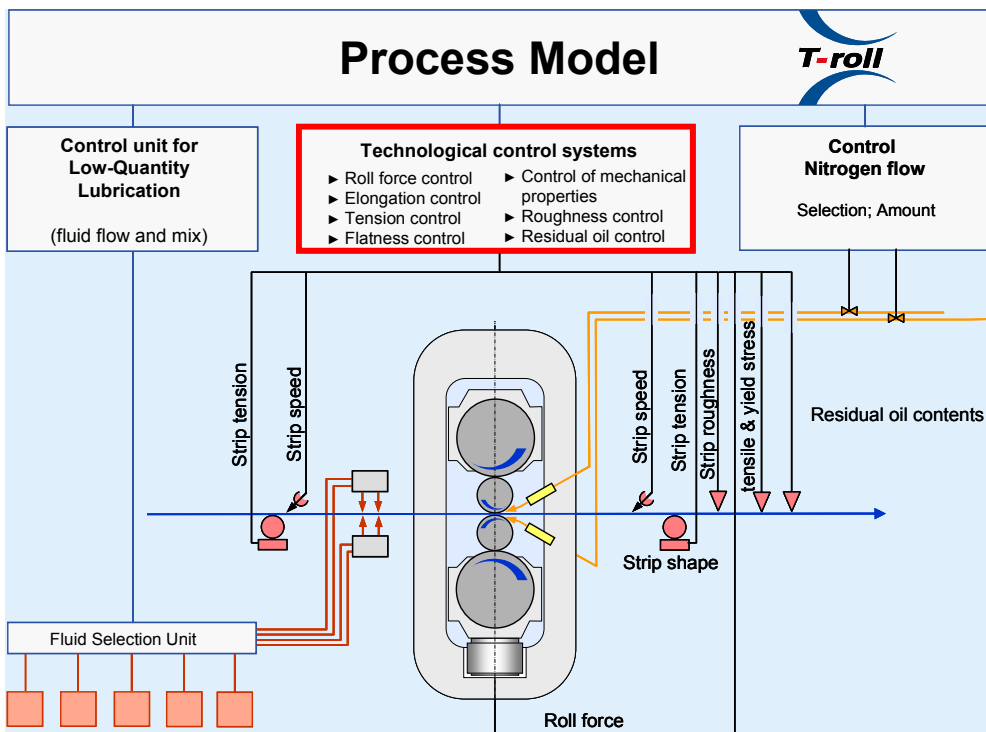 Process Model
T-roll
Control unit for
Low-Quantity
Lubrication
(fluid flow and mix)
Technological control systems
► Roll force control
► Elongation control
► Tension control
► Flatness control
► Control of mechanical
properties
► Roughness control
► Residual oil control
Control
Nitrogen flow
Selection; Amount
Strip tension
Strip speed
Strip speed
Strip tension
Strip roughness
tensile & yield stress
Residual oil contents
Strip shape
Fluid Selection Unit
Roll force